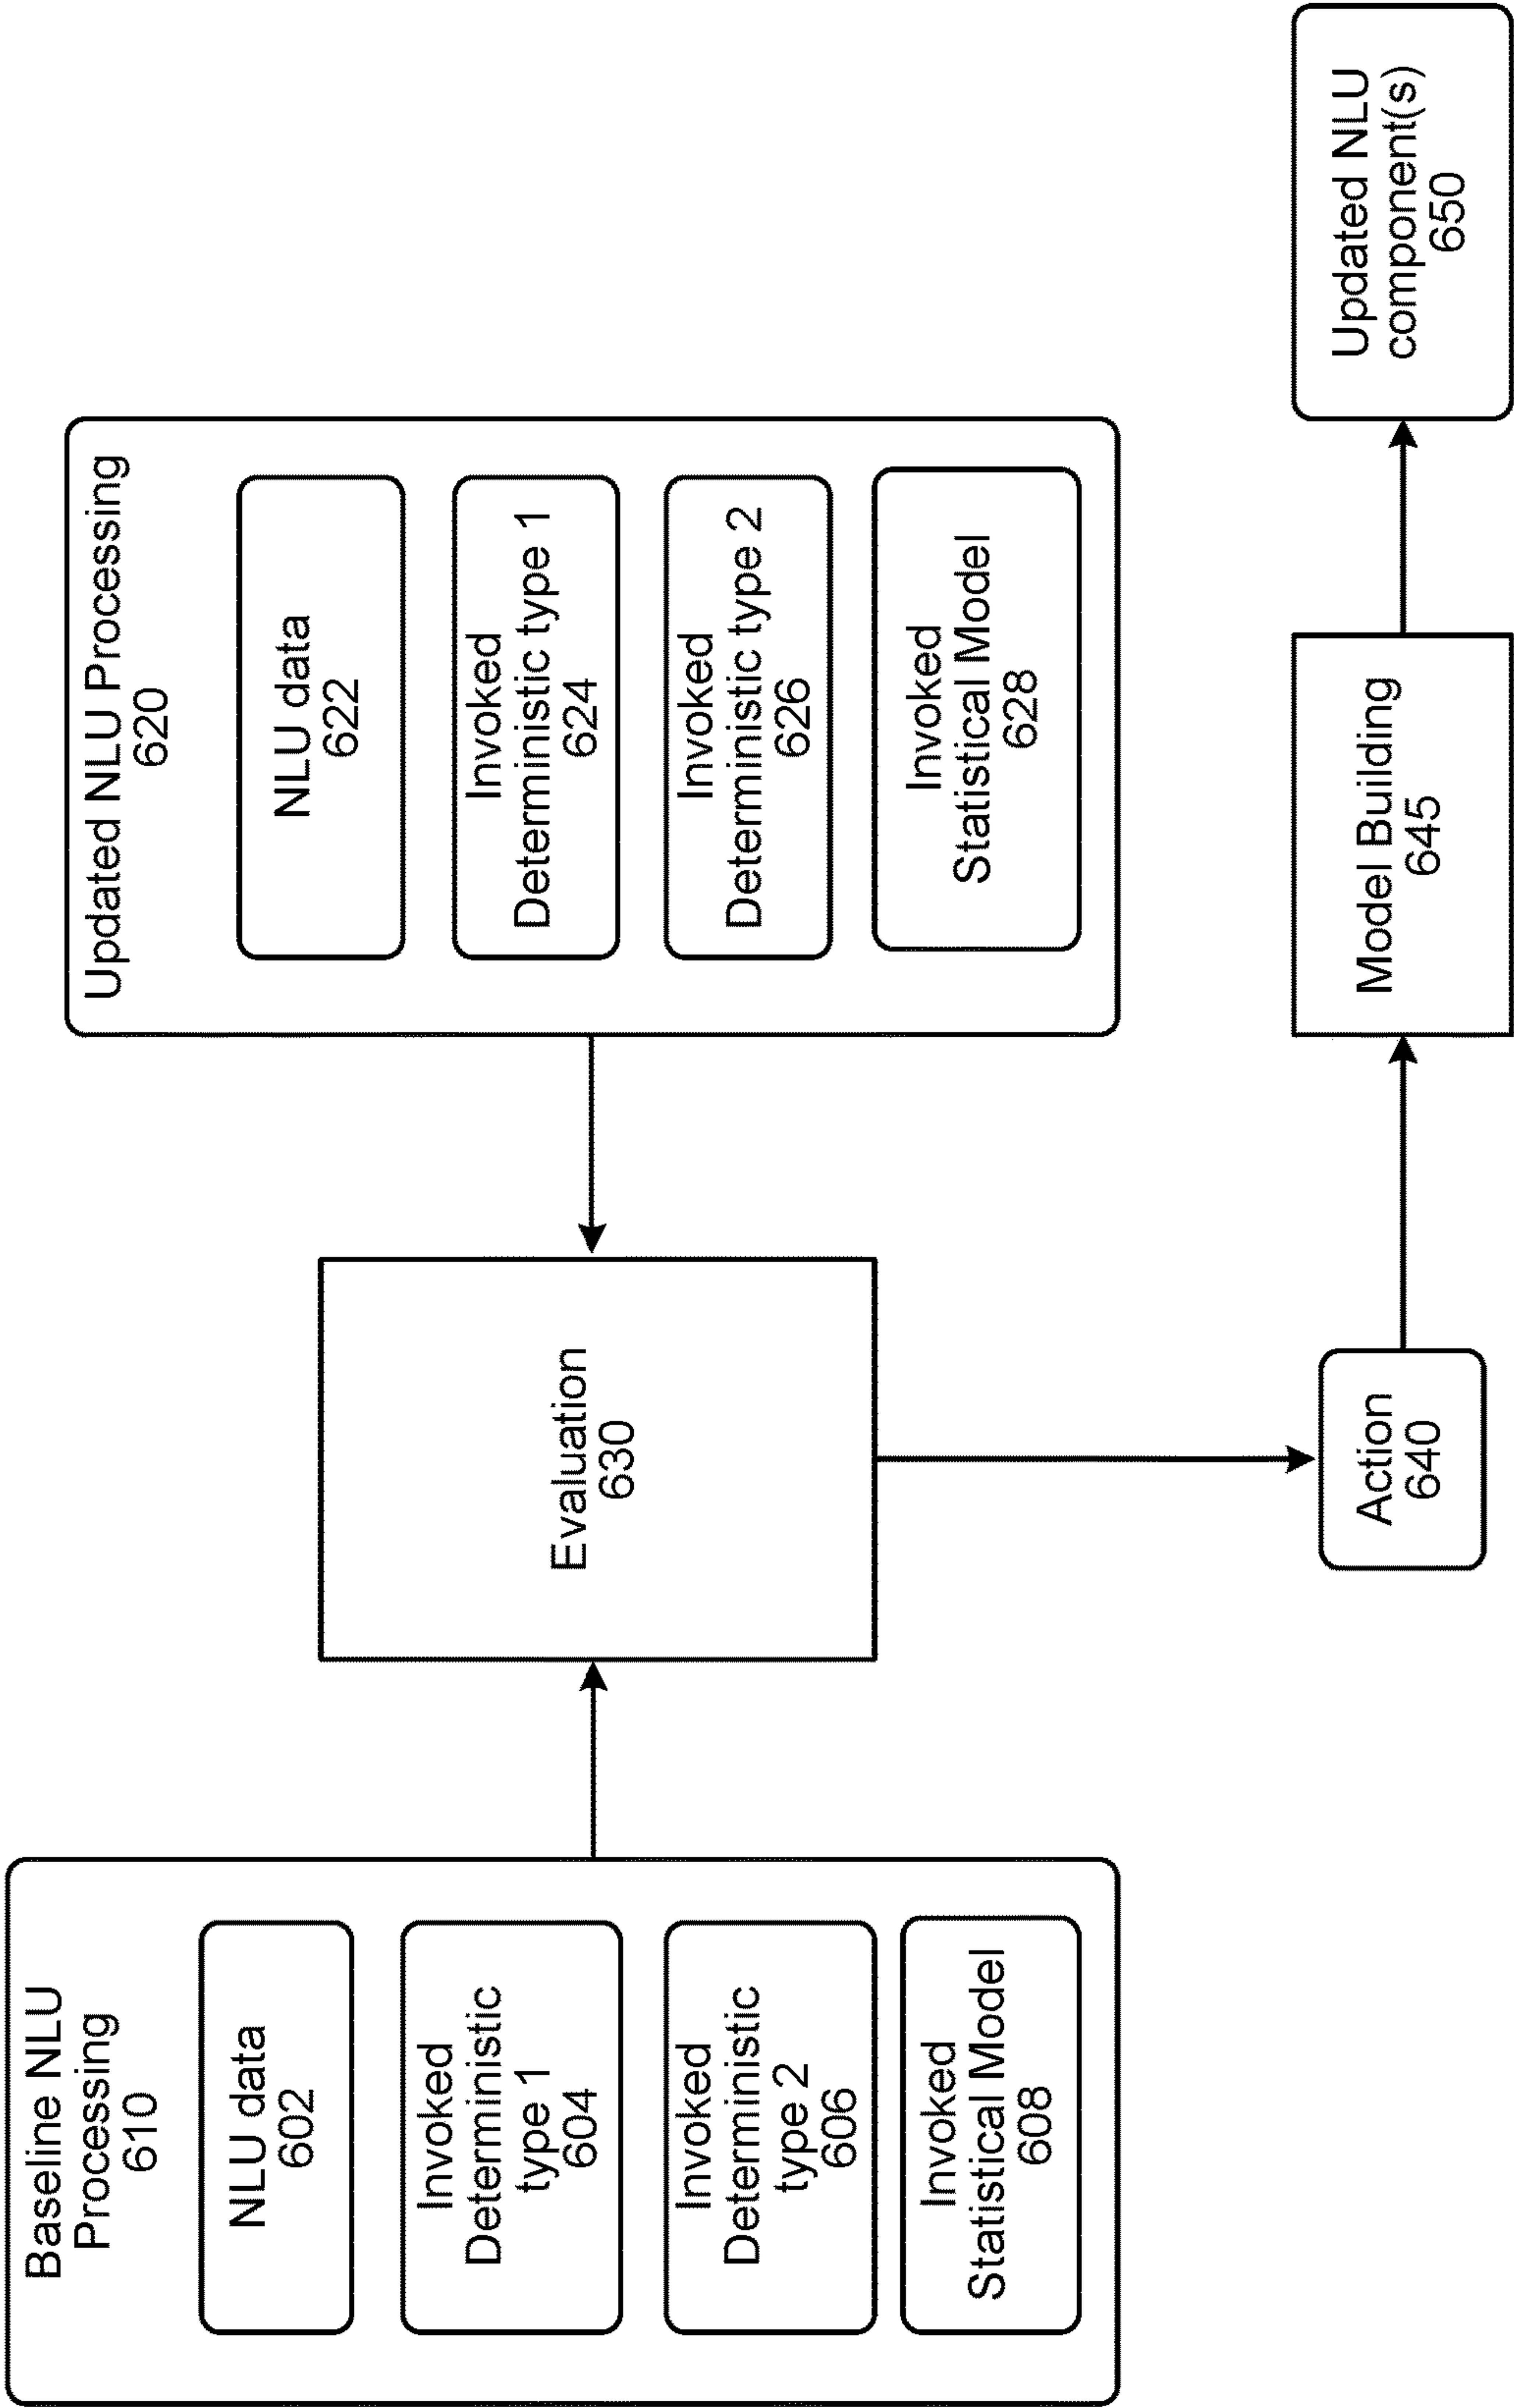 Baseline NLU
Processing
610
NLU data
602
Invoked
Deterministic
type 1
604
Invoked
Deterministic
type 2
606
Invoked
Statistical Model
608
Evaluation
630
Updated NLU Processing
620
NLU data
622
Invoked
Deterministic type 1
624
Invoked
Deterministic type 2
626
Invoked
Statistical Model
628
Action
640
Model Building
645
Updated NLU
component(s)
650